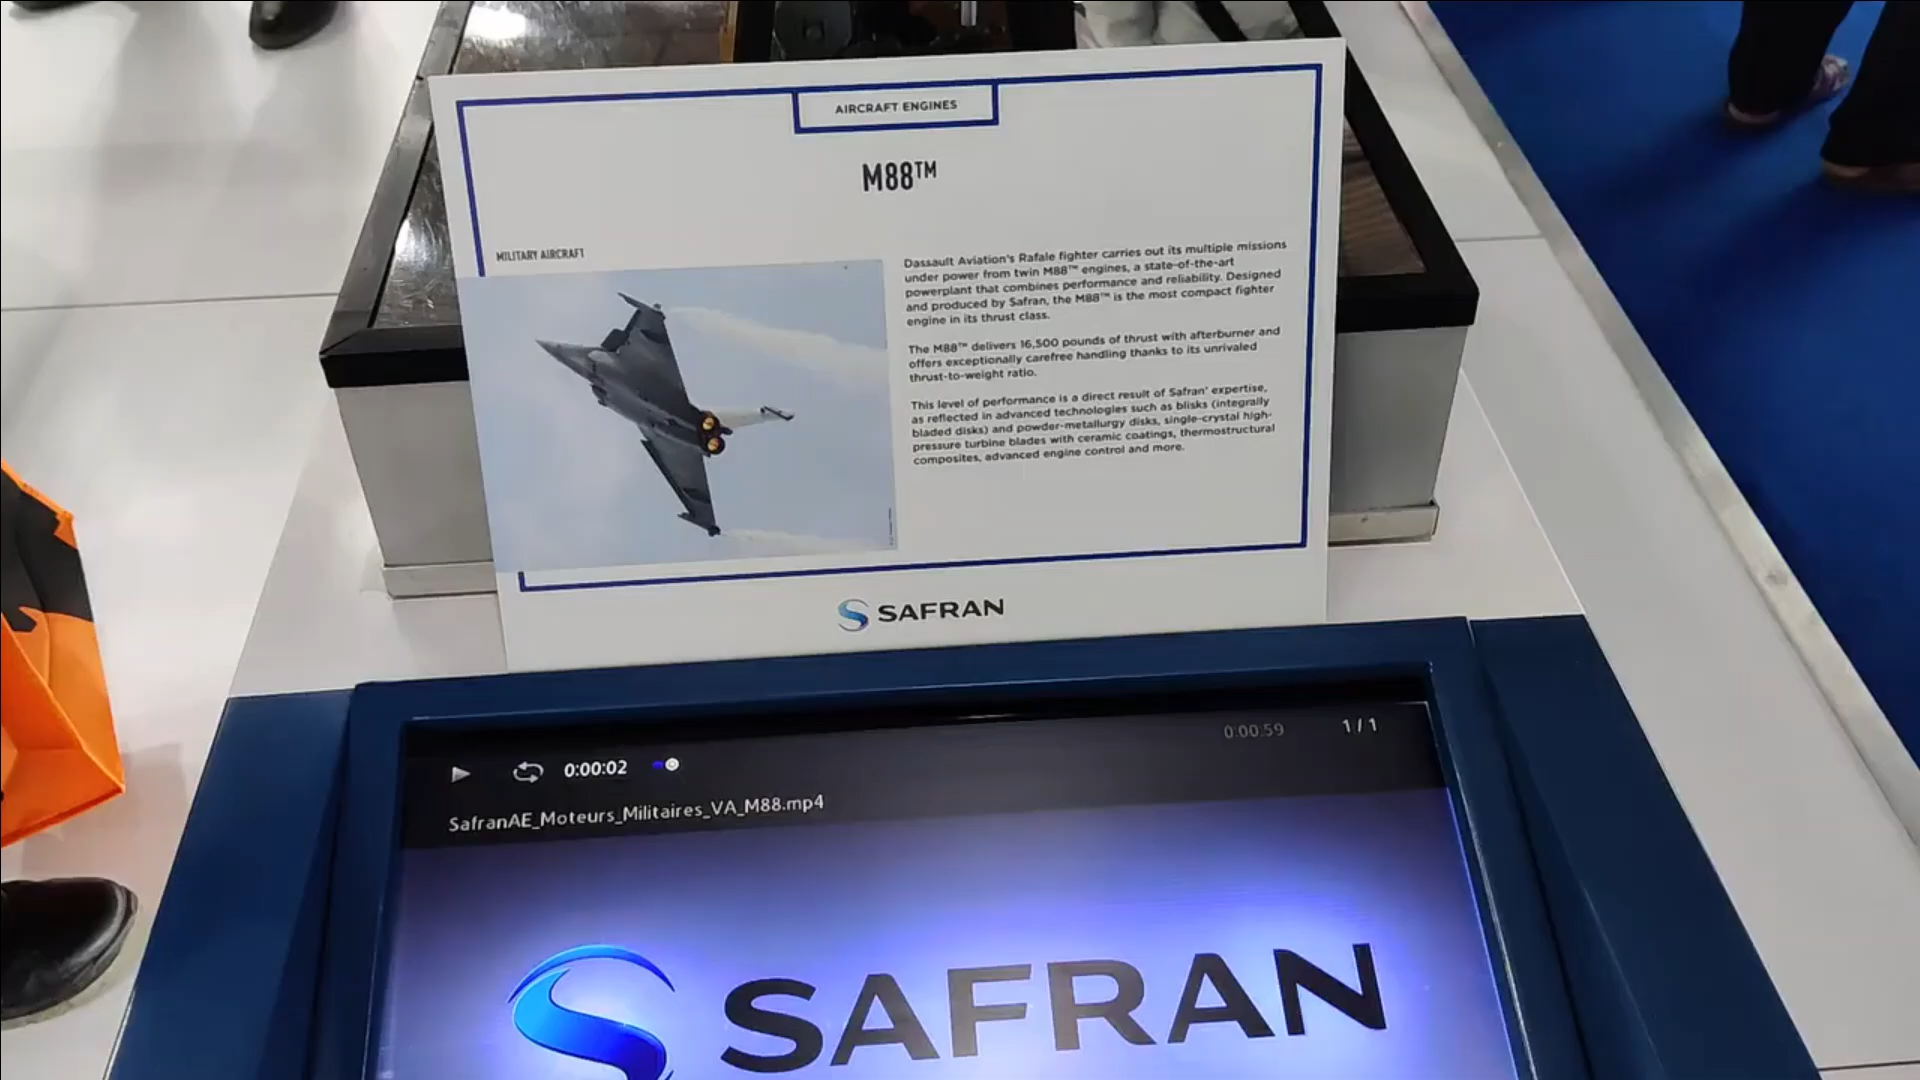 AIRCRAFT ENGINES
M88™
MILITARY AIRCRAFT
Dassault Aviation's Rafale fighter carries out its multiple missions
under power from twin M88™ engines, a state-of-the-art
powerplant that combines performance and reliability. Designed
and produced by Safran, the M88™ is the most compact fighter
engine in its thrust class.
The M88™ delivers 16,500 pounds of thrust with afterburner and
offers exceptionally carefree handling thanks to its unrivaled
thrust-to-weight ratio.
This level of performance is a direct result of Safran' expertise,
as reflected in advanced technologies such as blisks (integrally
bladed disks) and powder-metallurgy disks, single-crystal high-
pressure turbine blades with ceramic coatings, thermostructural
composites, advanced engine control and more.
SAFRAN
0:00:02
0:00:59
1 / 1
SafranAE_Moteurs_Militaires_VA_M88.mp4
SAFRAN